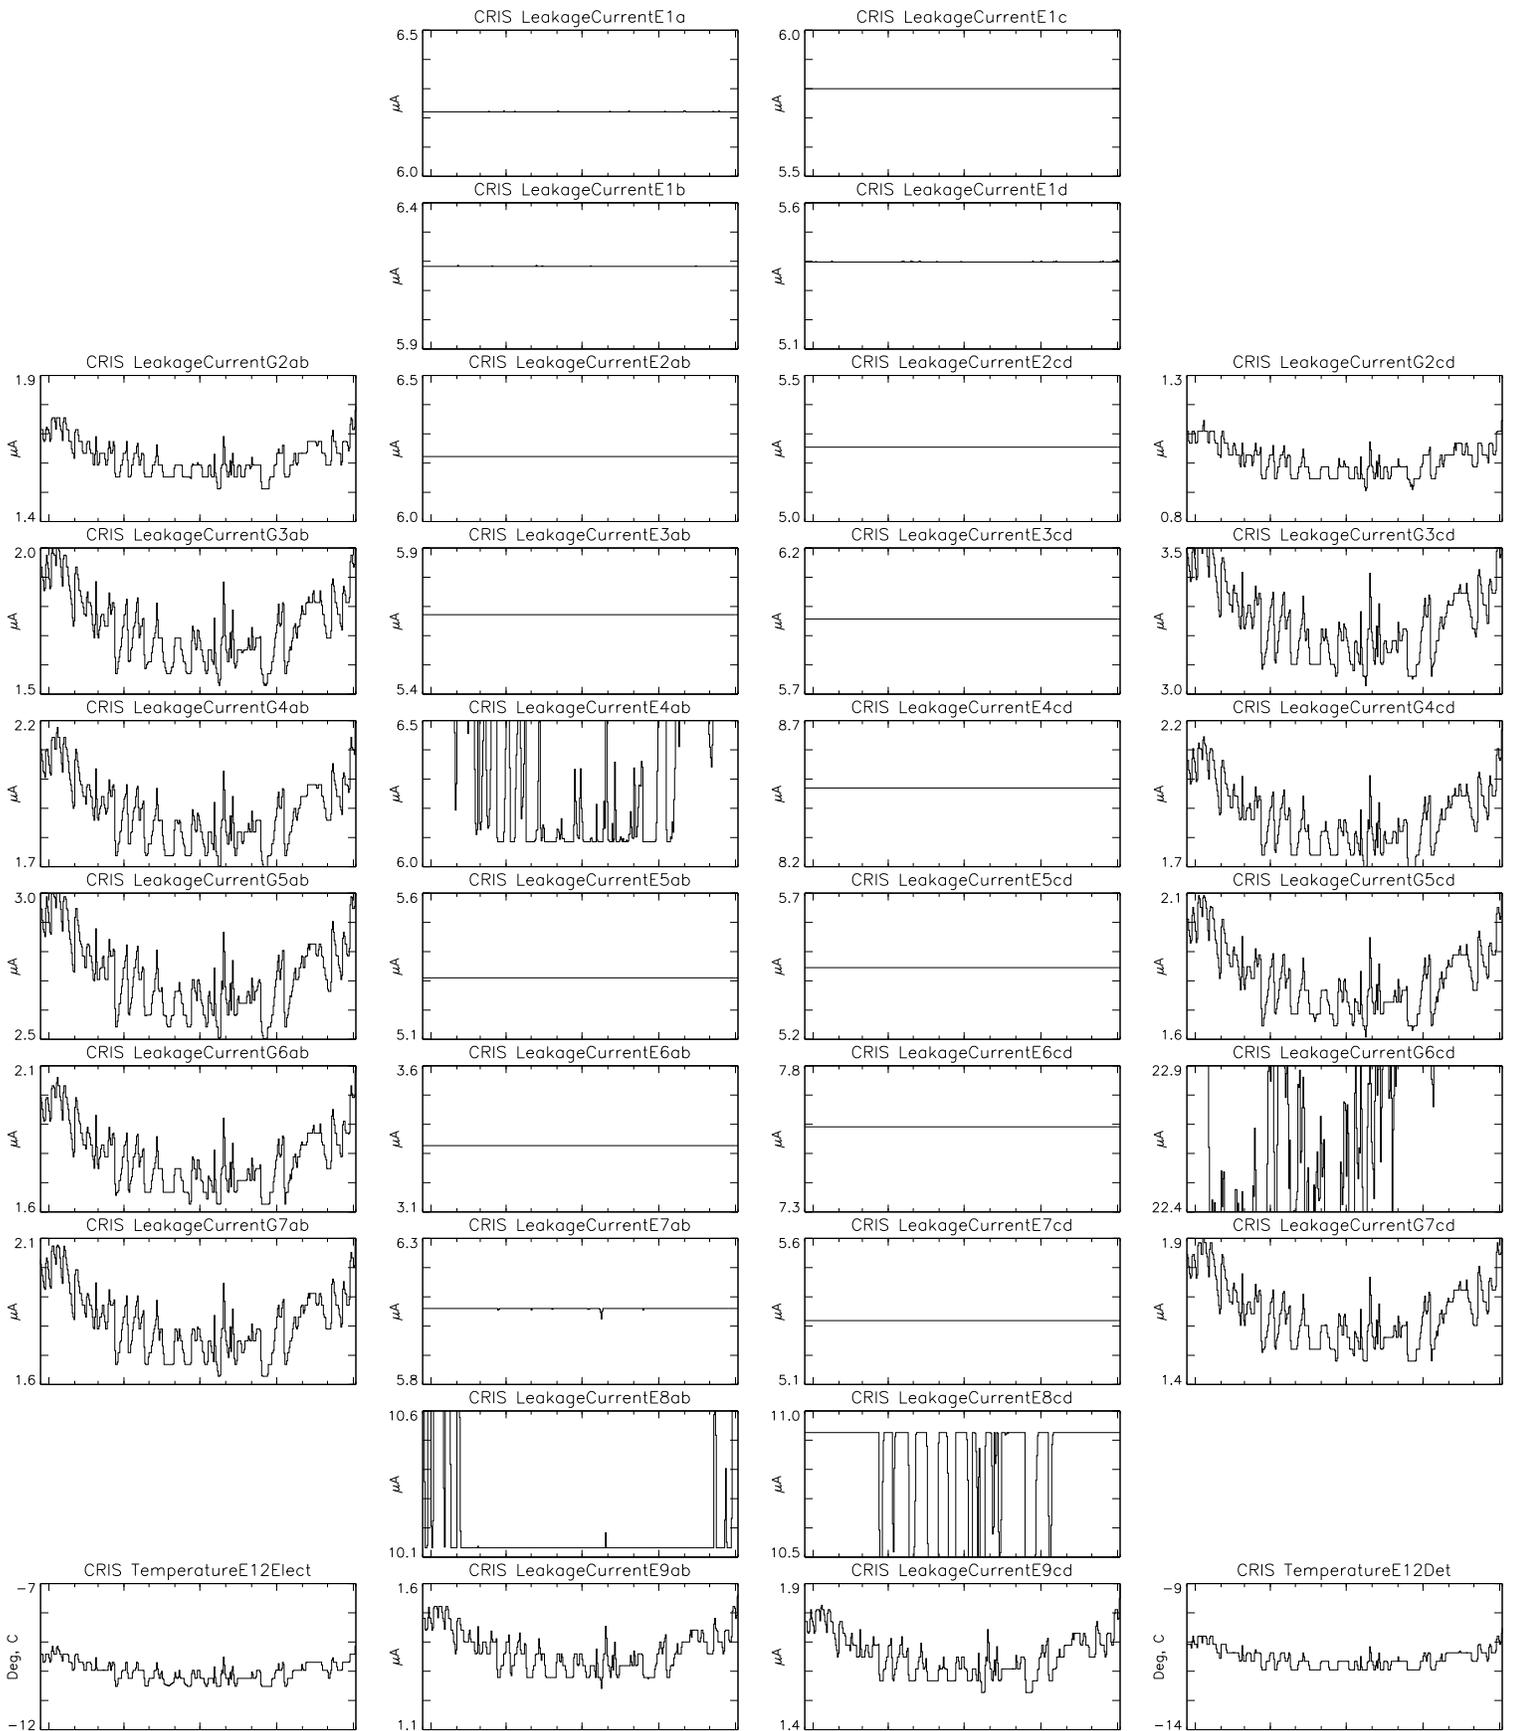 CRIS LeakageCurrentE1a
6.5
μA
6.0
CRIS LeakageCurrentE1c
6.0
μA
5.5
CRIS LeakageCurrentE1b
6.4
μA
5.9
CRIS LeakageCurrentE1d
5.6
μA
5.1
CRIS LeakageCurrentG2ab
1.9
μA
1.4
CRIS LeakageCurrentE2ab
6.5
μA
6.0
CRIS LeakageCurrentE2cd
5.5
μA
5.0
CRIS LeakageCurrentG2cd
1.3
μA
0.8
CRIS LeakageCurrentG3ab
2.0
μA
1.5
CRIS LeakageCurrentE3ab
5.9
μA
5.4
CRIS LeakageCurrentE3cd
6.2
μA
5.7
CRIS LeakageCurrentG3cd
3.5
μA
3.0
CRIS LeakageCurrentG4ab
2.2
μA
1.7
CRIS LeakageCurrentE4ab
6.5
μA
6.0
CRIS LeakageCurrentE4cd
8.7
μA
8.2
CRIS LeakageCurrentG4cd
2.2
μA
1.7
CRIS LeakageCurrentG5ab
3.0
μA
2.5
CRIS LeakageCurrentE5ab
5.6
μA
5.1
CRIS LeakageCurrentE5cd
5.7
μA
5.2
CRIS LeakageCurrentG5cd
2.1
μA
1.6
CRIS LeakageCurrentG6ab
2.1
μA
1.6
CRIS LeakageCurrentE6ab
3.6
μA
3.1
CRIS LeakageCurrentE6cd
7.8
μA
7.3
CRIS LeakageCurrentG6cd
22.9
μA
22.4
CRIS LeakageCurrentG7ab
2.1
μA
1.6
CRIS LeakageCurrentE7ab
6.3
μA
5.8
CRIS LeakageCurrentE7cd
5.6
μA
5.1
CRIS LeakageCurrentG7cd
1.9
μA
1.4
CRIS LeakageCurrentE8ab
10.6
μA
10.1
CRIS LeakageCurrentE8cd
11.0
μA
10.5
CRIS TemperatureE12Elect
-7
Deg, C
-12
CRIS LeakageCurrentE9ab
1.6
μA
1.1
CRIS LeakageCurrentE9cd
1.9
μA
1.4
CRIS TemperatureE12Det
-9
Deg, C
-14